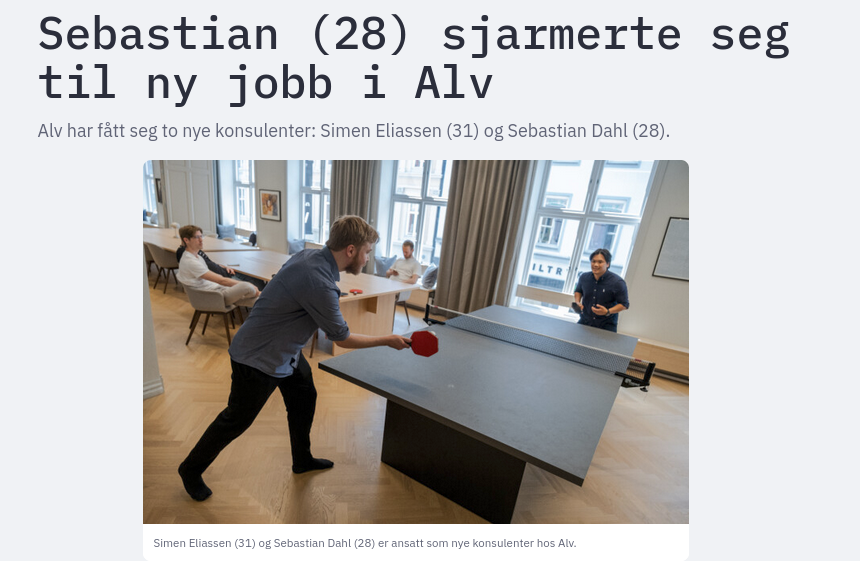 Sebastian (28) sjarmerte seg
til ny jobb i Alv
Alv har fått seg to nye konsulenter: Simen Eliassen (31) og Sebastian Dahl (28).
ILTR
Simen Eliassen (31) og Sebastian Dahl (28) er ansatt som nye konsulenter hos Alv.